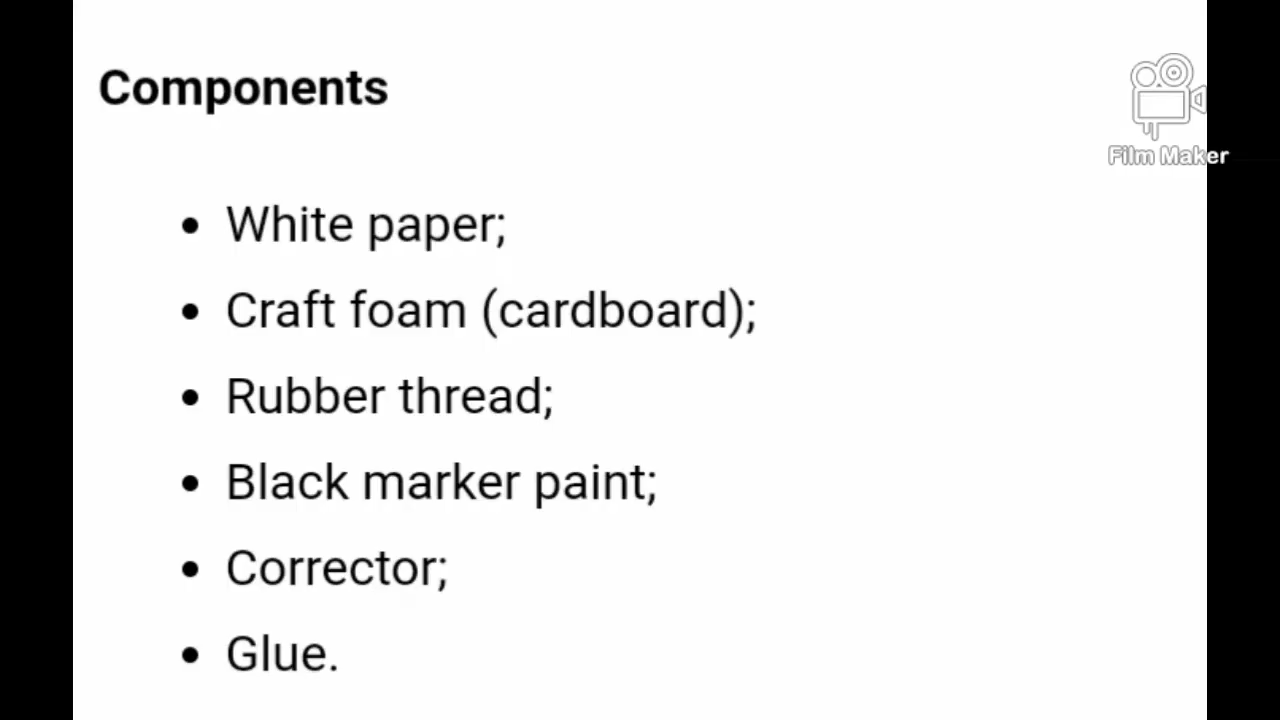 Components
Film Maker
• White paper;
• Craft foam (cardboard);
• Rubber thread;
• Black marker paint;
• Corrector;
• Glue.